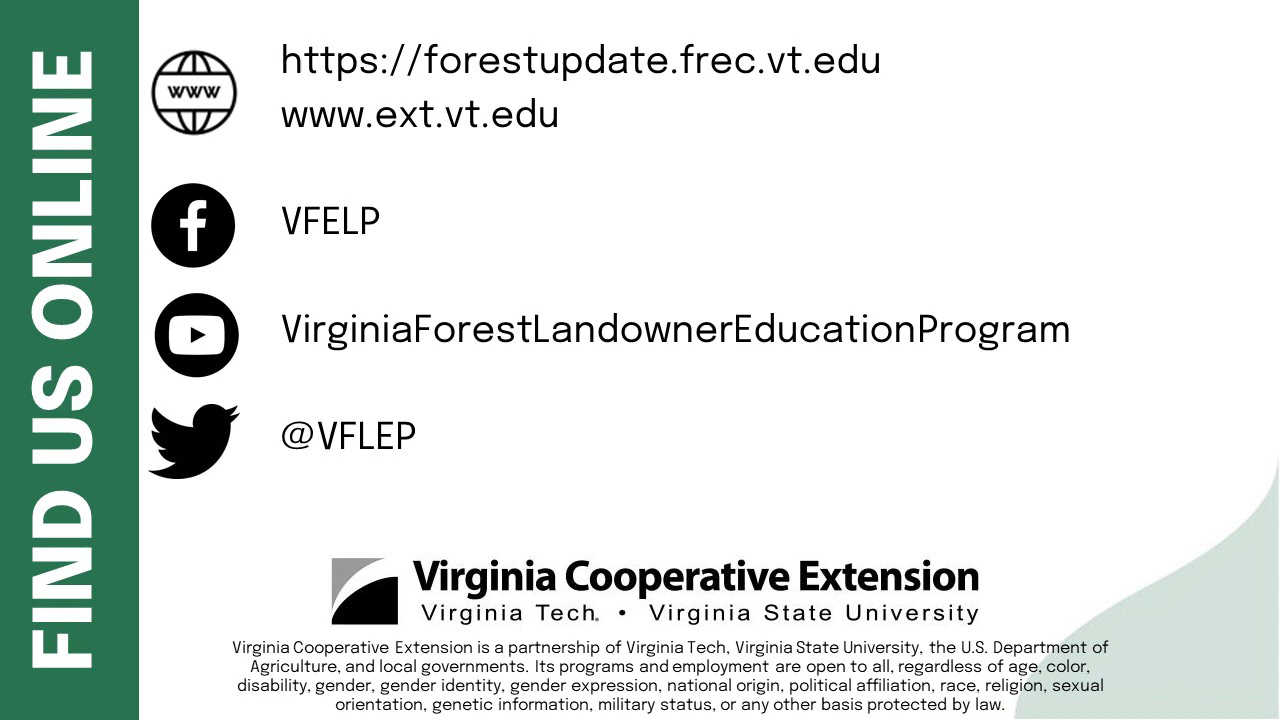 FIND US ONLINE
www
https://forestupdate.frec.vt.edu
www.ext.vt.edu
VFELP
VirginiaForestLandownerEducationProgram
@VFLEP
Virginia Cooperative Extension
Virginia Tech. • Virginia State University
Virginia Cooperative Extension is a partnership of Virginia Tech, Virginia State University, the U.S. Department of
Agriculture, and local governments. Its programs and employment are open to all, regardless of age, color,
disability, gender, gender identity, gender expression, national origin, political affiliation, race, religion, sexual
orientation, genetic information, military status, or any other basis protected by law.